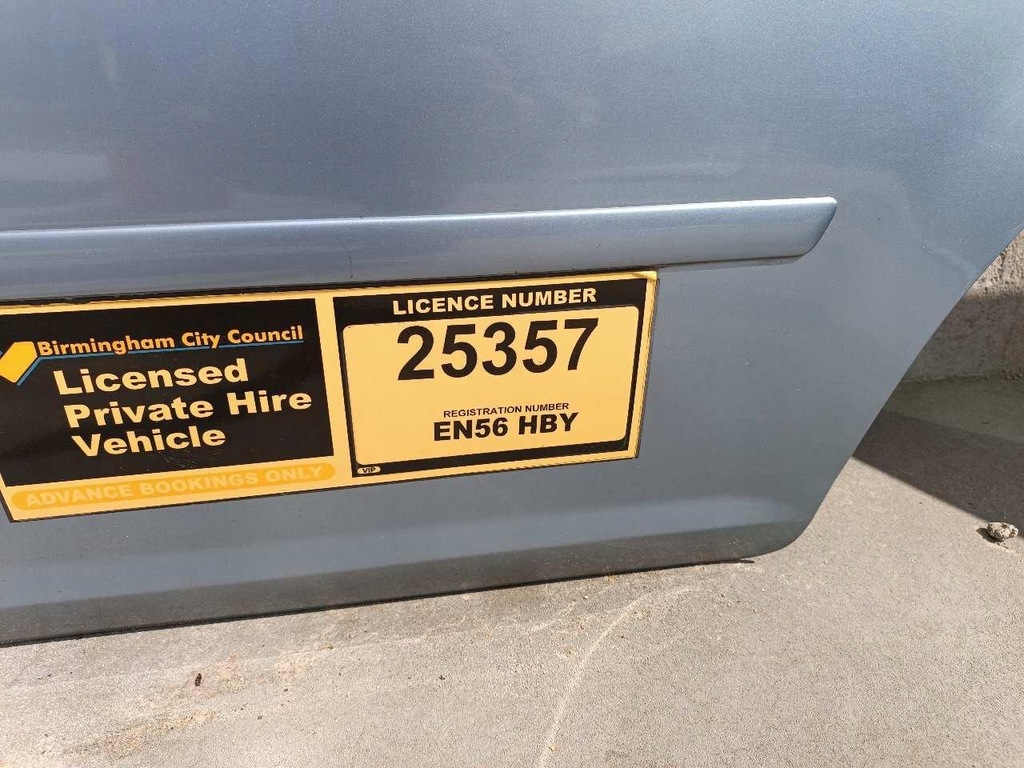 Birmingham City Council
Licensed
Private Hire
Vehicle
ADVANCE BOOKINGS ONLY
LICENCE NUMBER
25357
REGISTRATION NUMBER
EN56 HBY
VIP